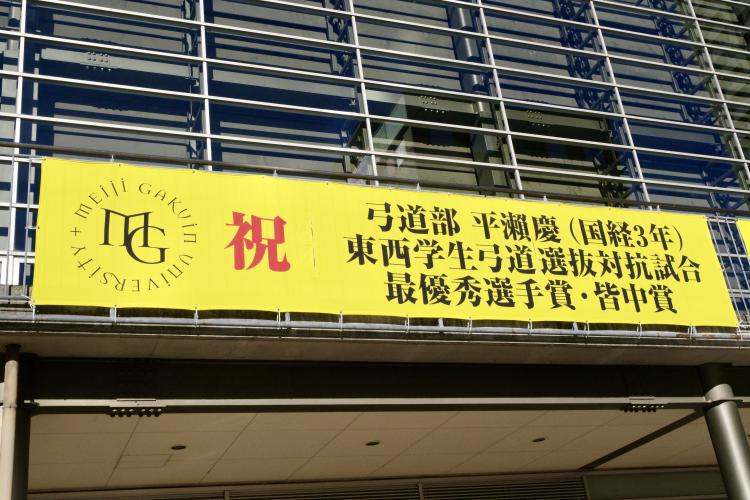 MEIJI GAKUIN UNIVERSITY +
MG
祝
弓道部 平瀬慶（国経3年）
東西学生弓道選抜対抗試合
最優秀選手賞・皆中賞